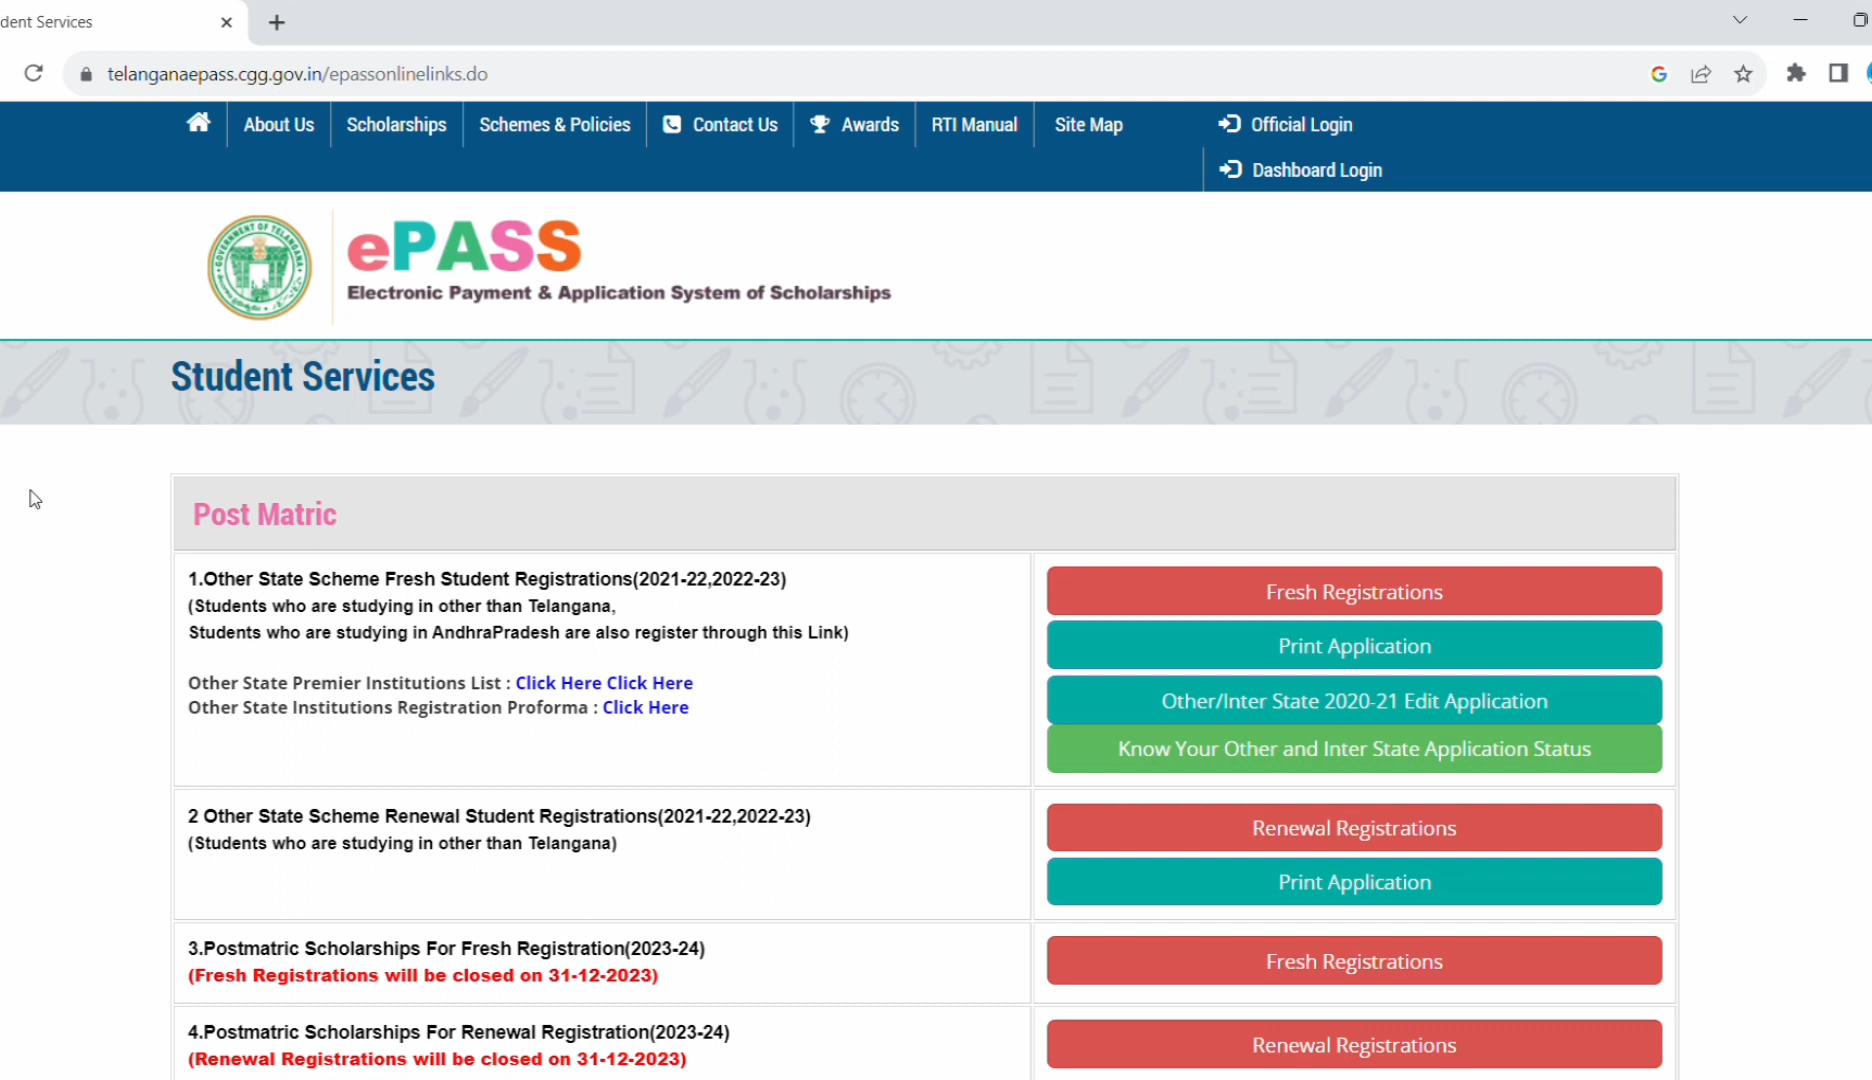 dent Services
telanganaepass.cgg.gov.in/epassonlinelinks.do
About Us
Scholarships
Schemes & Policies
Contact Us
Awards
RTI Manual
Site Map
Official Login
Dashboard Login
GOVERNMENT OF TELANGANA
ePASS
Electronic Payment & Application System of Scholarships
Student Services
Post Matric
1.Other State Scheme Fresh Student Registrations(2021-22,2022-23)
(Students who are studying in other than Telangana,
Students who are studying in AndhraPradesh are also register through this Link)
Other State Premier Institutions List : Click Here Click Here
Other State Institutions Registration Proforma : Click Here
Fresh Registrations
Print Application
Other/Inter State 2020-21 Edit Application
Know Your Other and Inter State Application Status
2 Other State Scheme Renewal Student Registrations(2021-22,2022-23)
(Students who are studying in other than Telangana)
Renewal Registrations
Print Application
3.Postmatric Scholarships For Fresh Registration(2023-24)
(Fresh Registrations will be closed on 31-12-2023)
Fresh Registrations
4.Postmatric Scholarships For Renewal Registration(2023-24)
(Renewal Registrations will be closed on 31-12-2023)
Renewal Registrations